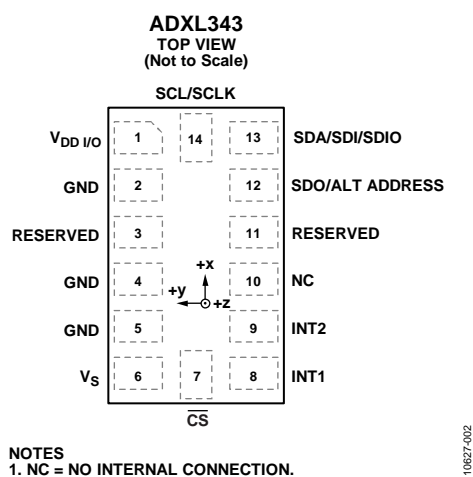 ADXL343
TOP VIEW
(Not to Scale)
SCL/SCLK
VDD I/O 1 14 13 SDA/SDI/SDIO
GND 2 12 SDO/ALT ADDRESS
RESERVED 3 11 RESERVED
+x
GND 4 10 NC
+y +z
GND 5 9 INT2
VS 6 7 8 INT1
CS
NOTES
1. NC = NO INTERNAL CONNECTION.
10627-002